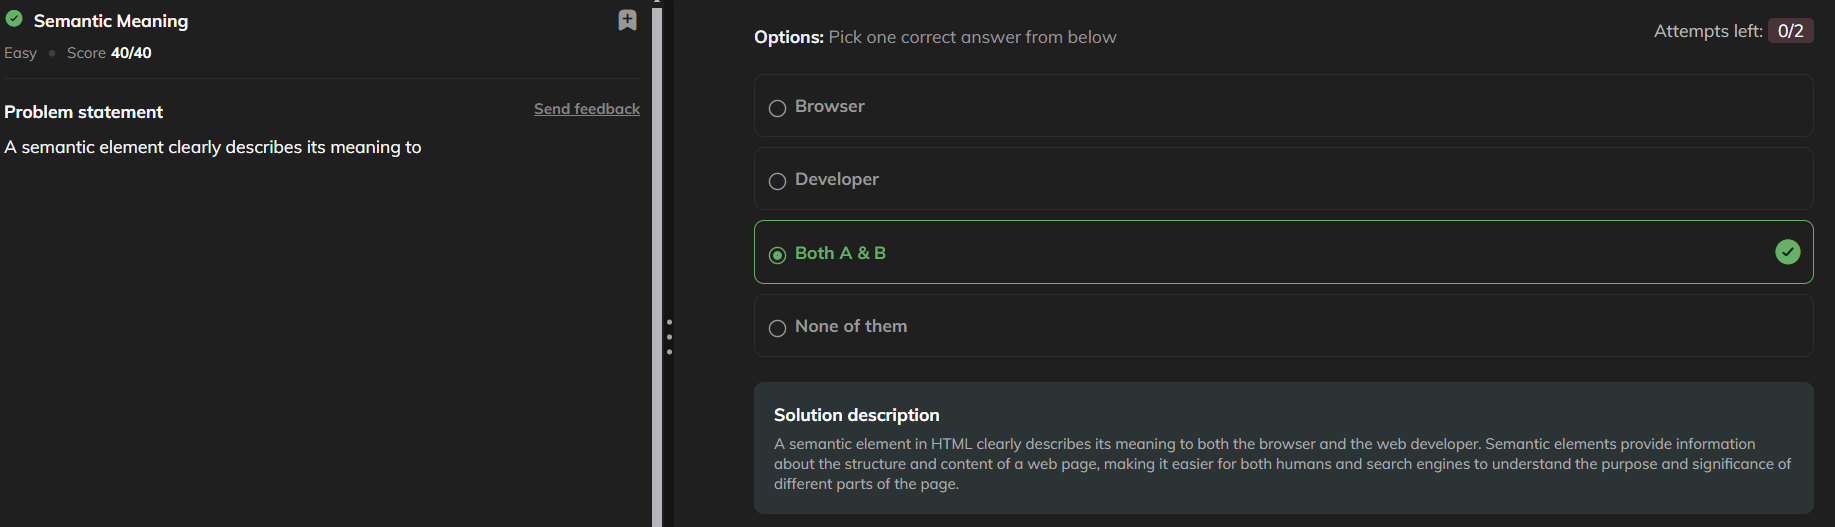 Semantic Meaning
Easy • Score 40/40
Problem statement
Send feedback
A semantic element clearly describes its meaning to
Options: Pick one correct answer from below
Attempts left: 0/2
Browser
Developer
Both A & B
None of them
Solution description
A semantic element in HTML clearly describes its meaning to both the browser and the web developer. Semantic elements provide information
about the structure and content of a web page, making it easier for both humans and search engines to understand the purpose and significance of
different parts of the page.